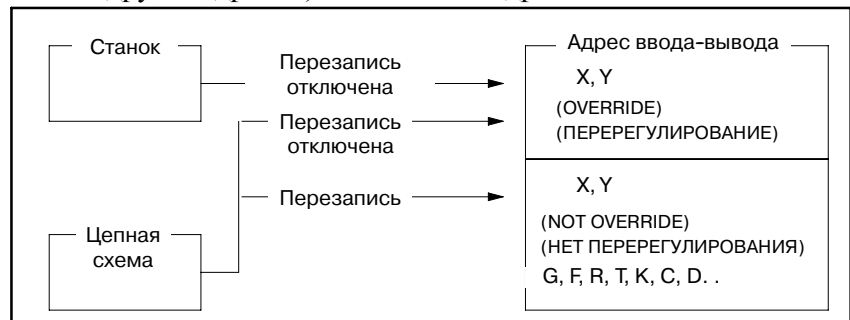 Станок
Перезапись
отключена
Перезапись
отключена
Перезапись
Цепная
схема
Адрес ввода-вывода
X, Y
(OVERRIDE)
(ПЕРЕРЕГУЛИРОВАНИЕ)
X, Y
(NOT OVERRIDE)
(НЕТ ПЕРЕРЕГУЛИРОВАНИЯ)
G, F, R, T, K, C, D. .